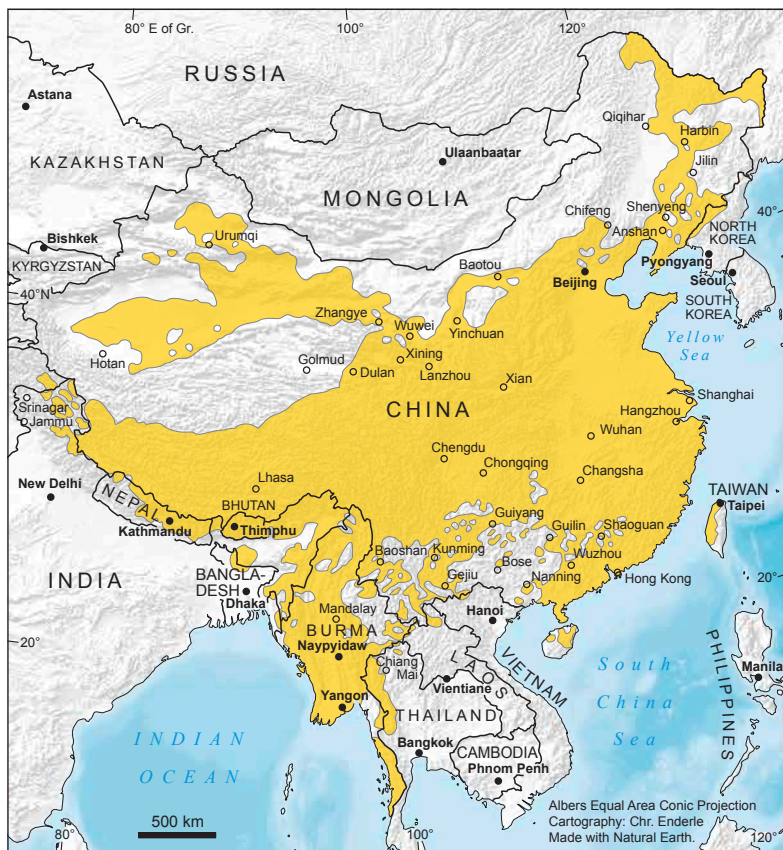 80° E of Gr.
100°
120°
RUSSIA
Astana
Qiqihar
Harbin
KAZAKHSTAN
Ulaanbaatar
Jilin
MONGOLIA
Chifeng
Shenyeng
40°
Urumqi
Anshan
NORTH
KOREA
Bishkek
Baotou
Pyongyang
KYRGYZSTAN
Beijing
Seoul
40°N
SOUTH
KOREA
Zhangye
Wuwei
Yinchuan
Yellow
Sea
Hotan
Golmud
Xining
Dulan
Lanzhou
Xian
Srinagar
Jammu
CHINA
Shanghai
Hangzhou
Wuhan
Chengdu
Chongqing
New Delhi
Lhasa
Changsha
NEPAL
BHUTAN
TAIWAN
Taipei
Kathmandu
Thimphu
Guiyang
Guilin
Shaoguan
Baoshan
Kunming
Wuzhou
INDIA
BANGLA-
DESH
Bose
Gejiu
Nanning
Hong Kong
20°
Dhaka
Mandalay
Hanoi
20°
BURMA
Naypyidaw
Chiang
Mai
LAOS
VIETNAM
South
China
Sea
PHILIPPINES
Manila
Vientiane
Yangon
THAILAND
INDIAN
OCEAN
Bangkok
CAMBODIA
Phnom Penh
500 km
Albers Equal Area Conic Projection
Cartography: Chr. Enderle
Made with Natural Earth.
80°
100°
120°